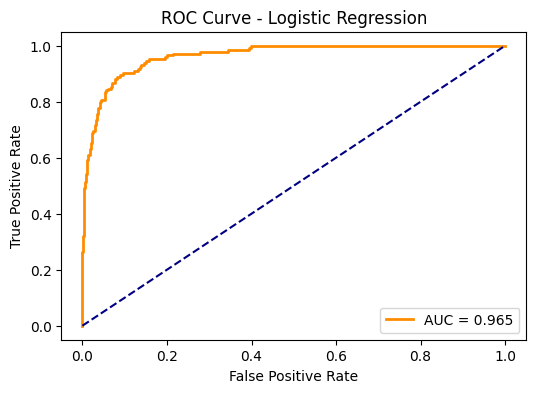 ROC Curve - Logistic Regression
True Positive Rate
1.0
0.8
0.6
0.4
0.2
0.0
AUC = 0.965
0.0 0.2 0.4 0.6 0.8 1.0
False Positive Rate